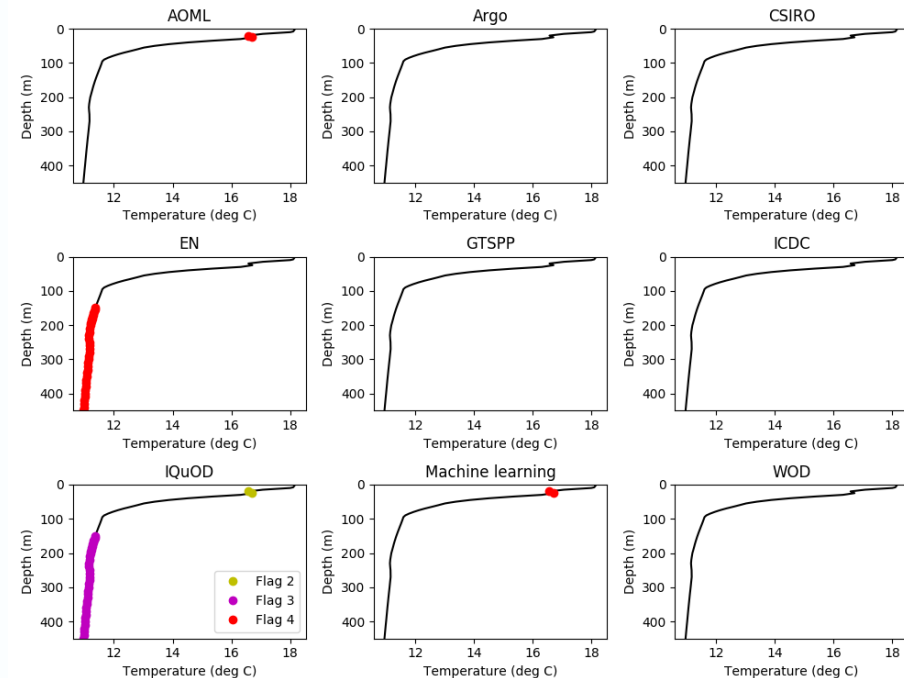 AOML
Argo
CSIRO
0
100
200
300
400
Depth (m)
12 14 16 18
Temperature (deg C)
0
100
200
300
400
Depth (m)
12 14 16 18
Temperature (deg C)
0
100
200
300
400
Depth (m)
12 14 16 18
Temperature (deg C)
EN
GTSPP
ICDC
0
100
200
300
400
Depth (m)
12 14 16 18
Temperature (deg C)
0
100
200
300
400
Depth (m)
12 14 16 18
Temperature (deg C)
0
100
200
300
400
Depth (m)
12 14 16 18
Temperature (deg C)
IQuOD
Machine learning
WOD
0
100
200
300
400
Depth (m)
Flag 2
Flag 3
Flag 4
12 14 16 18
Temperature (deg C)
0
100
200
300
400
Depth (m)
12 14 16 18
Temperature (deg C)
0
100
200
300
400
Depth (m)
12 14 16 18
Temperature (deg C)